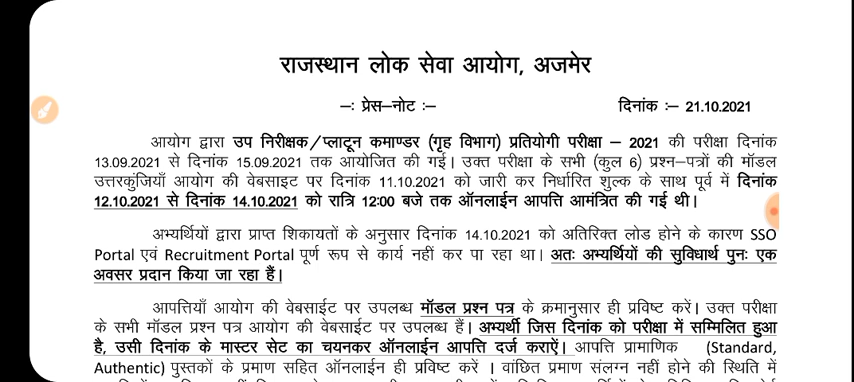 राजस्थान लोक सेवा आयोग, अजमेर
–: प्रेस–नोट :–
दिनांक :– 21.10.2021
आयोग द्वारा उप निरीक्षक/प्लाटून कमाण्डर (गृह विभाग) प्रतियोगी परीक्षा – 2021 की परीक्षा दिनांक
13.09.2021 से दिनांक 15.09.2021 तक आयोजित की गई। उक्त परीक्षा के सभी (कुल 6) प्रश्न–पत्रों की मॉडल
उत्तरकुंजियाँ आयोग की वेबसाइट पर दिनांक 11.10.2021 को जारी कर निर्धारित शुल्क के साथ पूर्व में दिनांक
12.10.2021 से दिनांक 14.10.2021 को रात्रि 12:00 बजे तक ऑनलाईन आपत्ति आमंत्रित की गई थी।
अभ्यर्थियों द्वारा प्राप्त शिकायतों के अनुसार दिनांक 14.10.2021 को अतिरिक्त लोड होने के कारण SSO
Portal एवं Recruitment Portal पूर्ण रूप से कार्य नहीं कर पा रहा था। अतः अभ्यर्थियों की सुविधार्थ पुनः एक
अवसर प्रदान किया जा रहा हैं।
आपत्तियाँ आयोग की वेबसाईट पर उपलब्ध मॉडल प्रश्न पत्र के क्रमानुसार ही प्रविष्ट करें। उक्त परीक्षा
के सभी मॉडल प्रश्न पत्र आयोग की वेबसाईट पर उपलब्ध हैं। अभ्यर्थी जिस दिनांक को परीक्षा में सम्मिलित हुआ
है, उसी दिनांक के मास्टर सेट का चयनकर ऑनलाईन आपत्ति दर्ज कराऐं। आपत्ति प्रामाणिक (Standard,
Authentic) पुस्तकों के प्रमाण सहित ऑनलाईन ही प्रविष्ट करें । वांछित प्रमाण संलग्न नहीं होने की स्थिति में